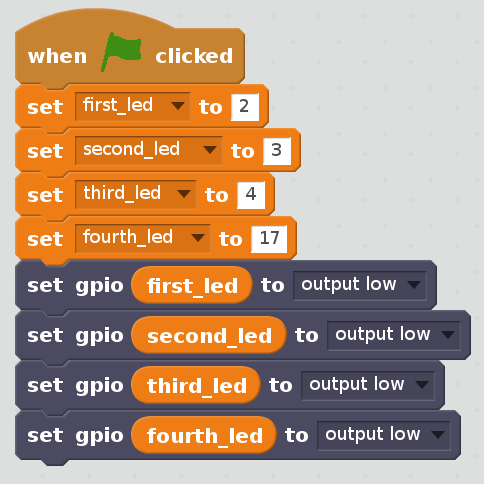 when clicked
set first_led to 2
set second_led to 3
set third_led to 4
set fourth_led to 17
set gpio first_led to output low
set gpio second_led to output low
set gpio third_led to output low
set gpio fourth_led to output low